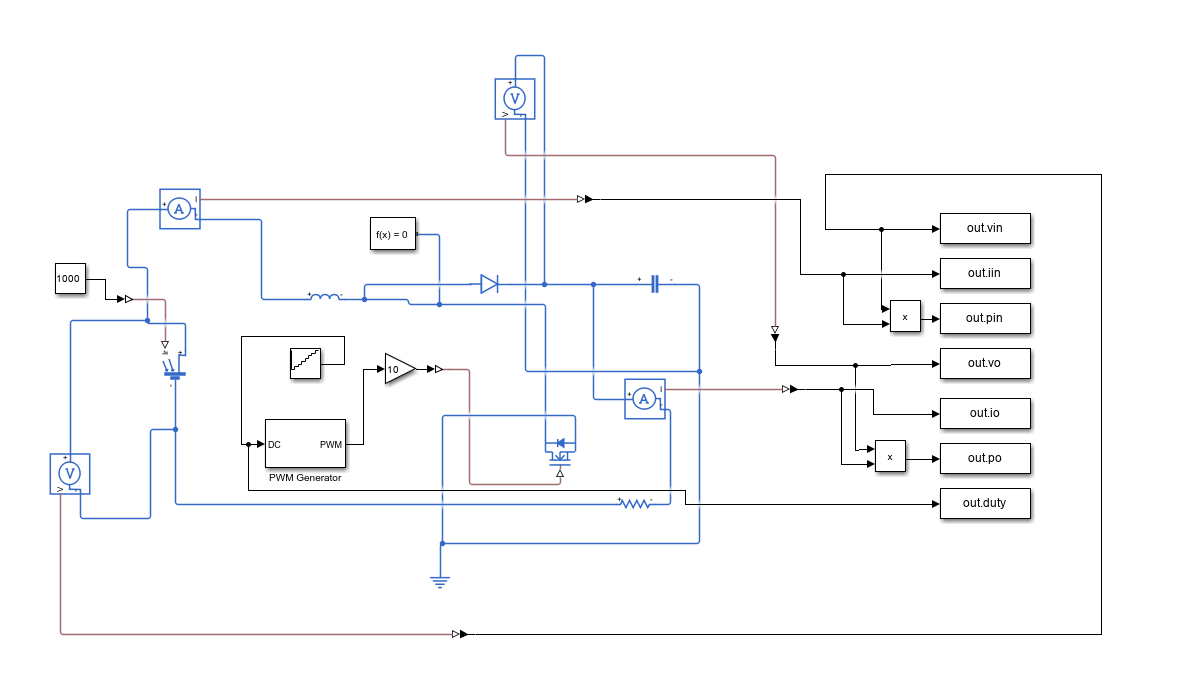 +
V
V
A
+
I
-
f(x) = 0
1000
+
-
+
-
+
-
10
DC
PWM
PWM Generator
+
V
V
+
A
I
-
+
-
x
x
out.vin
out.iin
out.pin
out.vo
out.io
out.po
out.duty